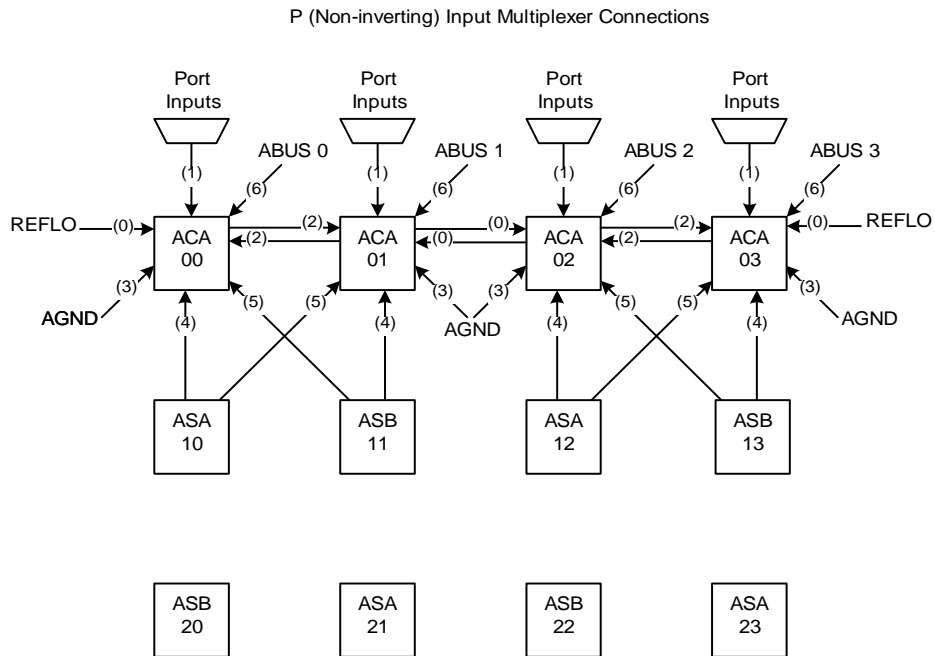 P (Non-inverting) Input Multiplexer Connections
Port
Inputs
Port
Inputs
Port
Inputs
Port
Inputs
ABUS 0
ABUS 1
ABUS 2
ABUS 3
(1)
(1)
(1)
(1)
(6)
(6)
(6)
(6)
REFLO
(0)
ACA
00
(2)
(2)
ACA
01
(0)
(0)
ACA
02
(2)
(2)
ACA
03
(0)
REFLO
(3)
AGND
(3)
(3)
AGND
(3)
AGND
(4)
(5)
(5)
(4)
(4)
(5)
(5)
(4)
ASA
10
ASB
11
ASA
12
ASB
13
ASB
20
ASA
21
ASB
22
ASA
23